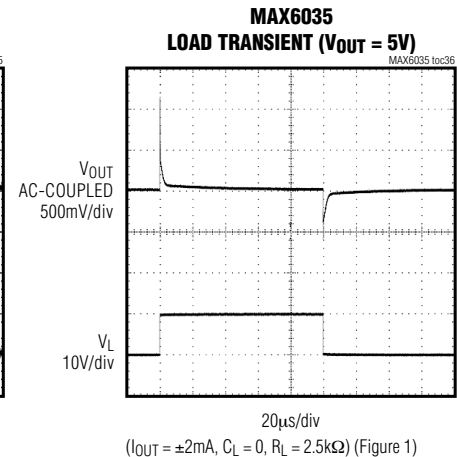 MAX6035
LOAD TRANSIENT (VOUT = 5V)
MAX6035 toc36
VOUT
AC-COUPLED
500mV/div
VL
10V/div
20µs/div
(IOUT = ±2mA, CL = 0, RL = 2.5kΩ) (Figure 1)